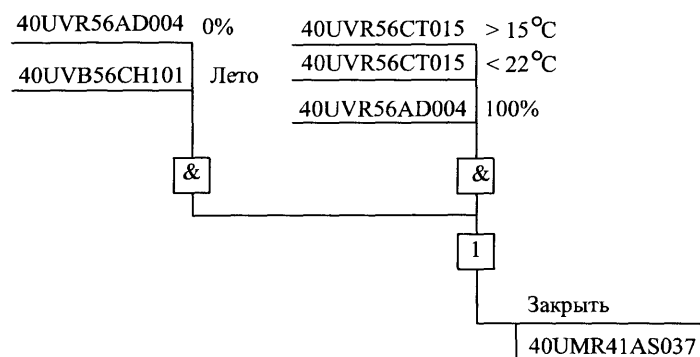 40UVR56AD004 0% 40UVR56CT015 > 15°C
40UVR56CT015 < 22°C
40UVB56CH101 Лето
40UVR56AD004 100%
& &
1
Закрыть
40UMR41AS037